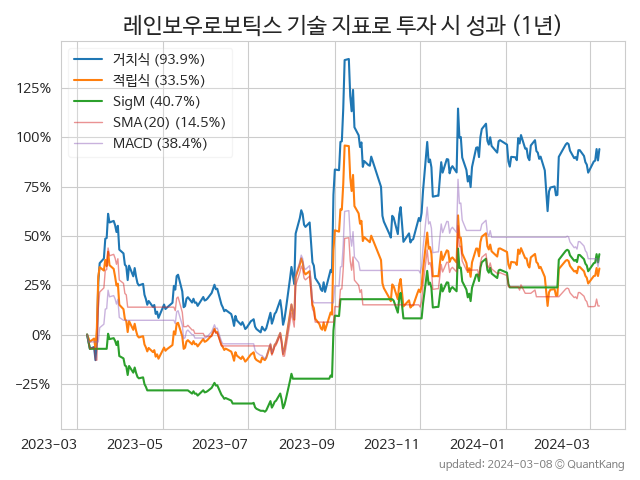 레인보우로보틱스 기술 지표로 투자 시 성과 (1년)
거치식 (93.9%)
적립식 (33.5%)
SigM (40.7%)
SMA(20) (14.5%)
MACD (38.4%)
125%
100%
75%
50%
25%
0%
−25%
2023−03 2023−05 2023−07 2023−09 2023−11 2024−01 2024−03
updated: 2024-03-08 © QuantKang